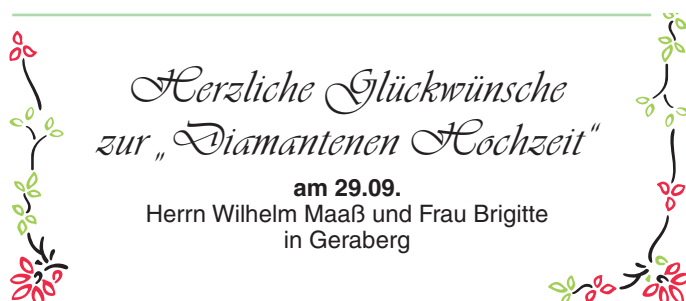 Herzliche Glückwünsche
zur „Diamantenen Hochzeit“
am 29.09.
Herrn Wilhelm Maaß und Frau Brigitte
in Geraberg